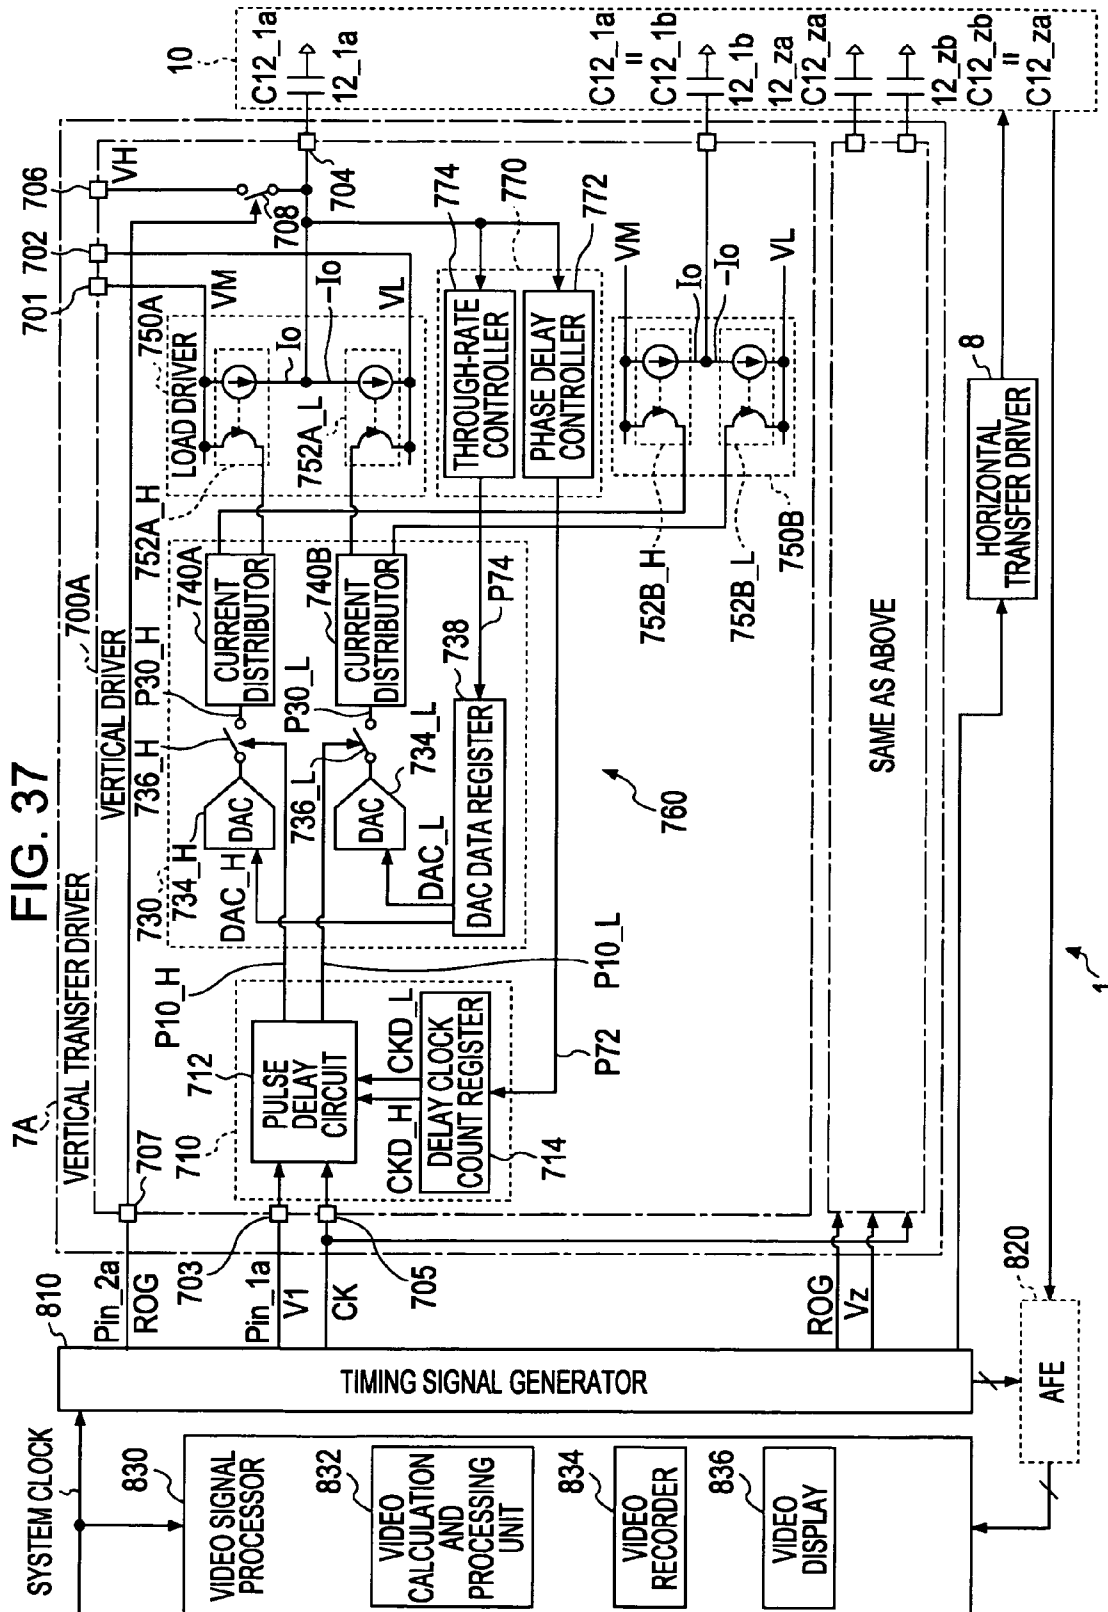 FIG. 37
7A
VERTICAL TRANSFER DRIVER
700A
VERTICAL DRIVER
701
702
706
VH
VM
VL
708
704
10
C12_1a
12_1a
C12_1a
=
C12_1b
12_1b
12_za
C12_za
12_zb
C12_zb
=
C12_za
750A
LOAD DRIVER
752A_H
752A_L
Io
-Io
774
770
772
THROUGH-RATE
CONTROLLER
PHASE DELAY
CONTROLLER
VM
Io
-Io
VL
752B_H
752B_L
750B
730
734_H
DAC
736_H
P30_H
740A
CURRENT
DISTRIBUTOR
740B
CURRENT
DISTRIBUTOR
P30_L
736_L
734_L
DAC
DAC_H
DAC_L
738
DAC DATA REGISTER
P74
760
P10_H
P10_L
710
712
PULSE
DELAY
CIRCUIT
CKD_H
CKD_L
DELAY CLOCK
COUNT REGISTER
714
P72
707
703
705
Pin_2a
ROG
Pin_1a
V1
CK
810
TIMING SIGNAL GENERATOR
ROG
Vz
SAME AS ABOVE
8
HORIZONTAL
TRANSFER DRIVER
820
AFE
1
SYSTEM CLOCK
830
VIDEO SIGNAL
PROCESSOR
832
VIDEO
CALCULATION
AND
PROCESSING
UNIT
834
VIDEO
RECORDER
836
VIDEO
DISPLAY